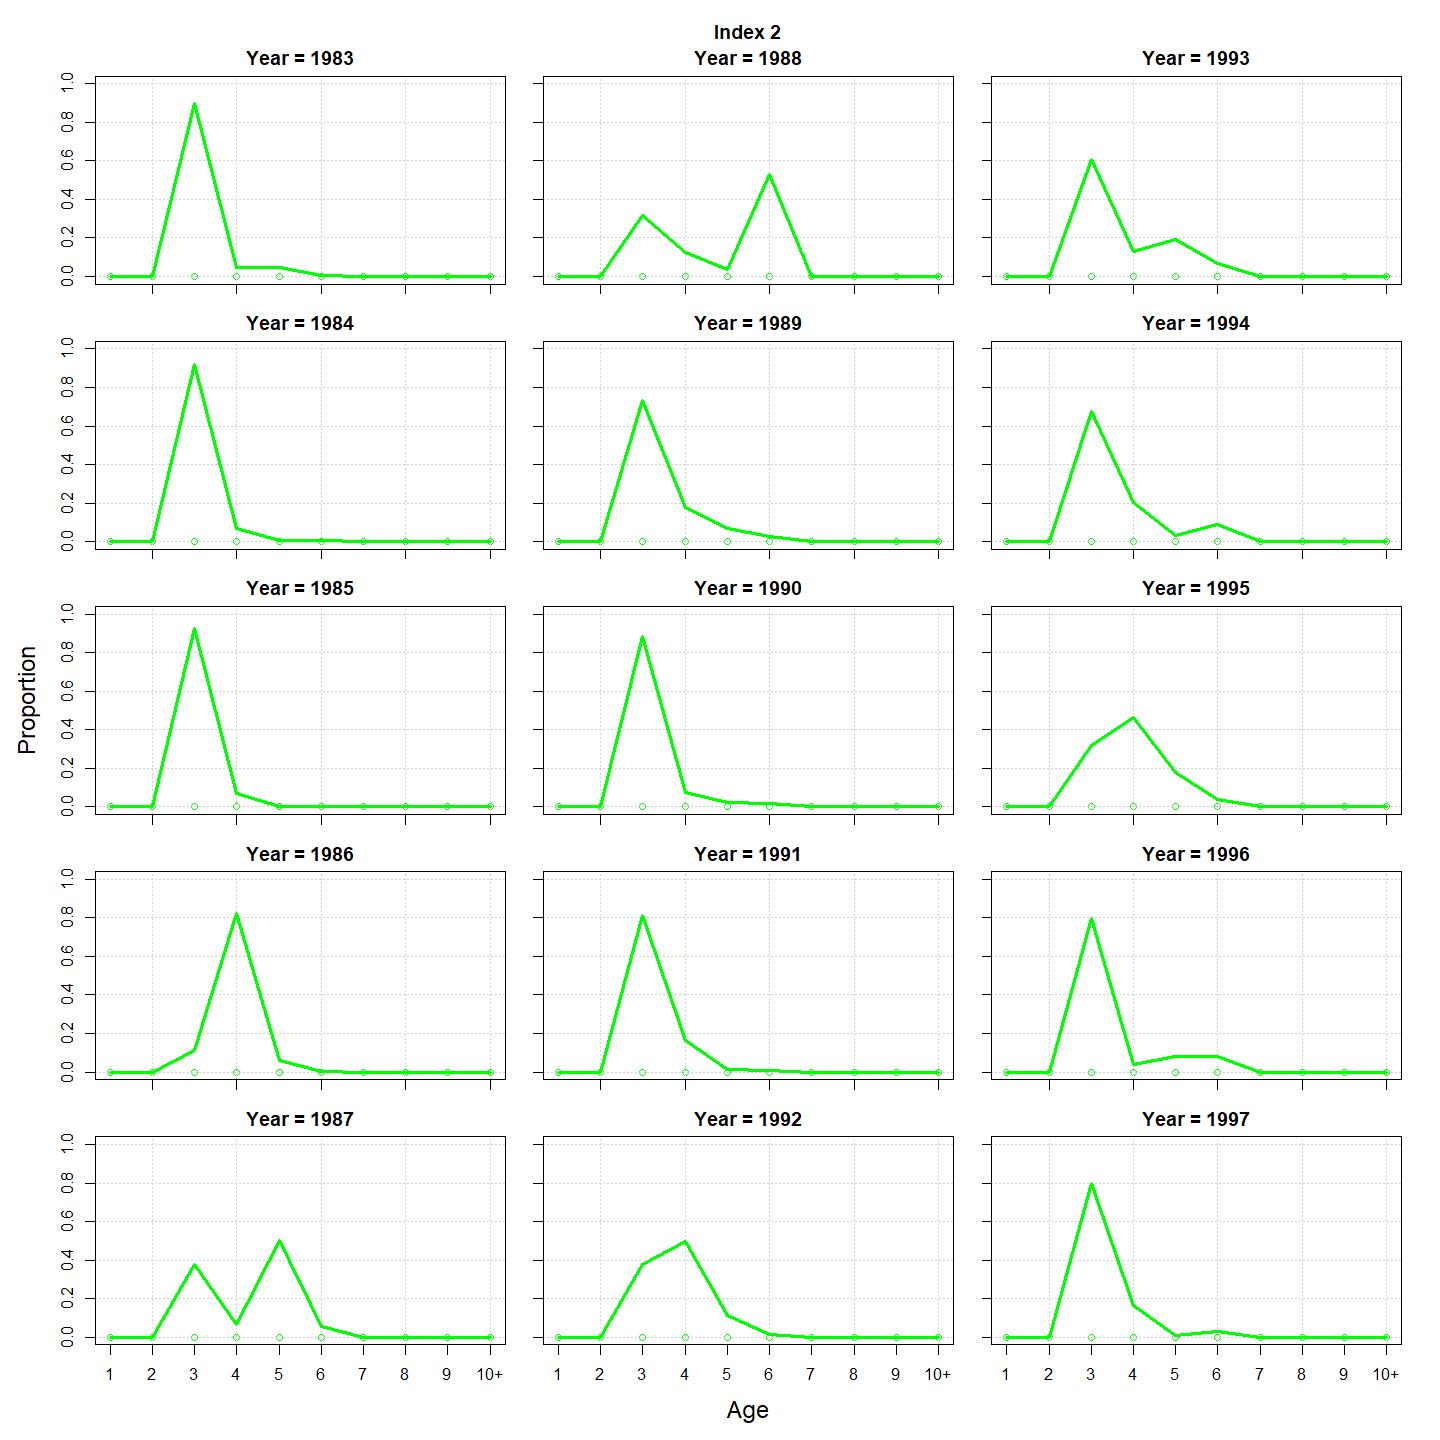 Index 2
Year = 1983
Year = 1988
Year = 1993
0.0 0.2 0.4 0.6 0.8 1.0
Year = 1984
Year = 1989
Year = 1994
0.0 0.2 0.4 0.6 0.8 1.0
Year = 1985
Year = 1990
Year = 1995
0.0 0.2 0.4 0.6 0.8 1.0
Proportion
Year = 1986
Year = 1991
Year = 1996
0.0 0.2 0.4 0.6 0.8 1.0
Year = 1987
Year = 1992
Year = 1997
0.0 0.2 0.4 0.6 0.8 1.0
1 2 3 4 5 6 7 8 9 10+
1 2 3 4 5 6 7 8 9 10+
1 2 3 4 5 6 7 8 9 10+
Age